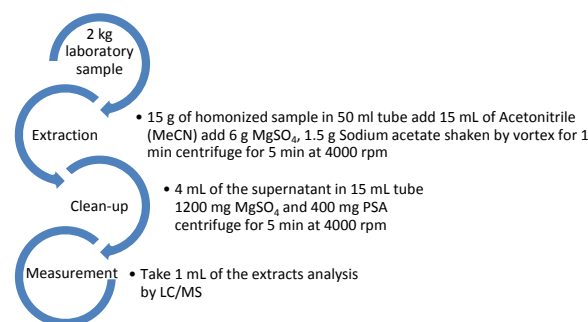 2 kg
laboratory
sample
Extraction
• 15 g of homonized sample in 50 ml tube add 15 mL of Acetonitrile
(MeCN) add 6 g MgSO₄, 1.5 g Sodium acetate shaken by vortex for 1
min centrifuge for 5 min at 4000 rpm
Clean-up
• 4 mL of the supernatant in 15 mL tube
1200 mg MgSO₄ and 400 mg PSA
centrifuge for 5 min at 4000 rpm
Measurement
• Take 1 mL of the extracts analysis
by LC/MS